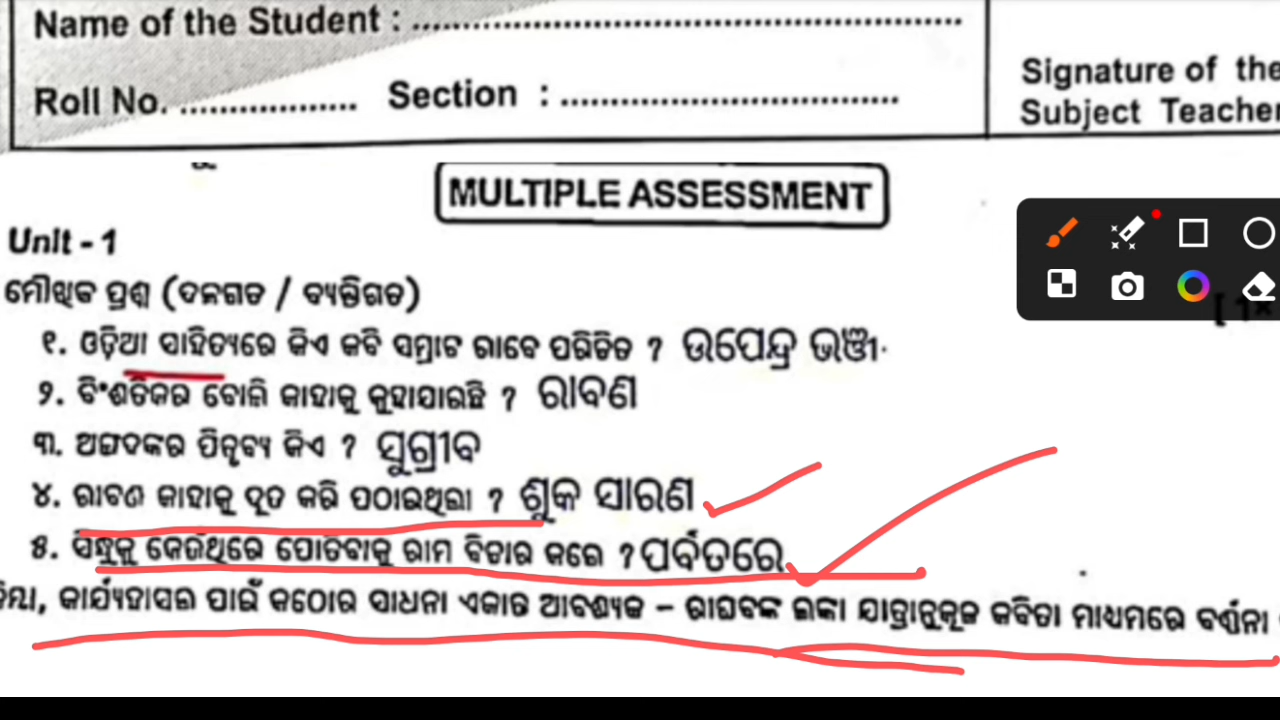 Name of the Student : ......................................................
Roll No. .................. Section : ..................................
Signature of the
Subject Teacher
MULTIPLE ASSESSMENT
Unit - 1
ମୌଖିକ ପ୍ରଶ୍ନ (ଦଳଗତ / ବ୍ୟକ୍ତିଗତ)
[ 1×
୧. ଓଡ଼ିଆ ସାହିତ୍ୟରେ କିଏ କବି ସମ୍ରାଟ ଭାବେ ପରିଚିତ ? ଉପେନ୍ଦ୍ର ଭଞ୍ଜ
୨. ବିଂଶତିକର ବୋଲି କାହାକୁ କୁହାଯାଇଛି ? ରାବଣ
୩. ଅଙ୍ଗଦଙ୍କର ପିତୃବ୍ୟ କିଏ ? ସୁଗ୍ରୀବ
୪. ରାବଣ କାହାକୁ ଦୂତ କରି ପଠାଇଥିଲା ? ଶୁକ ସାରଣ
୫. ସିନ୍ଧୁକୁ କେଉଁଥିରେ ପୋତିବାକୁ ରାମ ବିଚାର କଲେ ? ପର୍ବତରେ
କାର୍ଯ୍ୟହାସଲ ପାଇଁ କଠୋର ସାଧନା ଏକାନ୍ତ ଆବଶ୍ୟକ – ରାଘବଙ୍କ ଲଙ୍କା ଯାତ୍ରାନୁକୂଳ କବିତା ମାଧ୍ୟମରେ ବର୍ଣ୍ଣନା